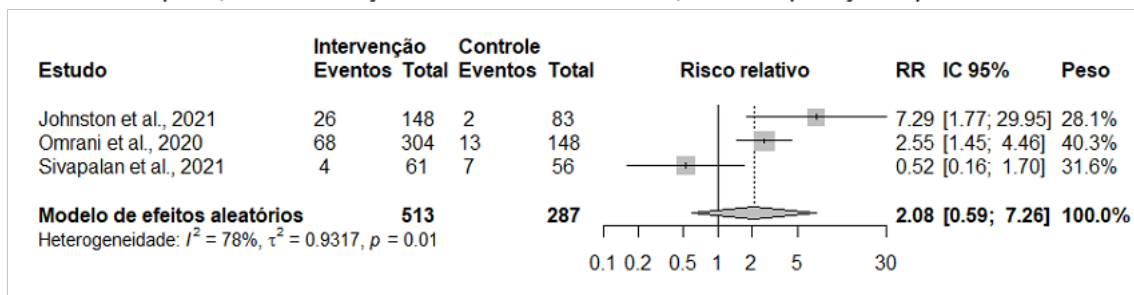 Intervenção Controle
Estudo Eventos Total Eventos Total Risco relativo RR IC 95% Peso
Johnston et al., 2021 26 148 2 83 7.29 [1.77; 29.95] 28.1%
Omrani et al., 2020 68 304 13 148 2.55 [1.45; 4.46] 40.3%
Sivapalan et al., 2021 4 61 7 56 0.52 [0.16; 1.70] 31.6%
Modelo de efeitos aleatórios 513 287 2.08 [0.59; 7.26] 100.0%
Heterogeneidade: I² = 78%, τ² = 0.9317, p = 0.01
0.1 0.2 0.5 1 2 5 30